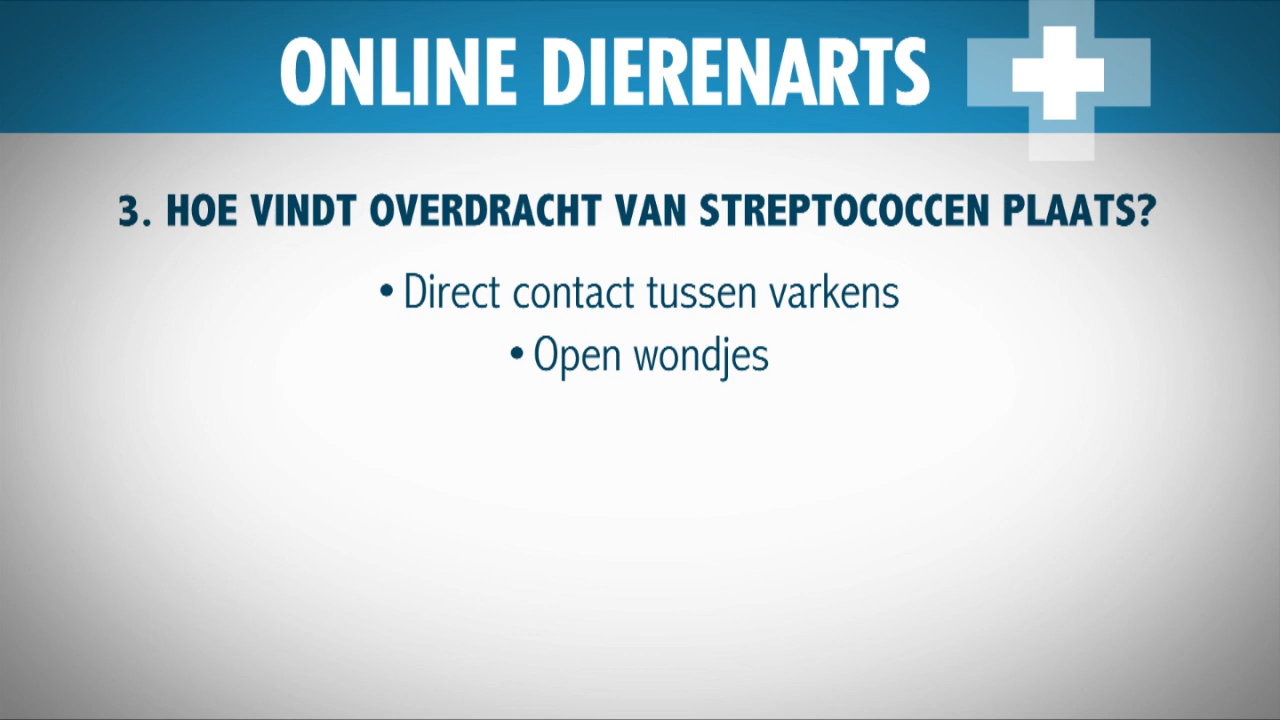 ONLINE DIERENARTS
3. HOE VINDT OVERDRACHT VAN STREPTOCOCCEN PLAATS?
• Direct contact tussen varkens
• Open wondjes